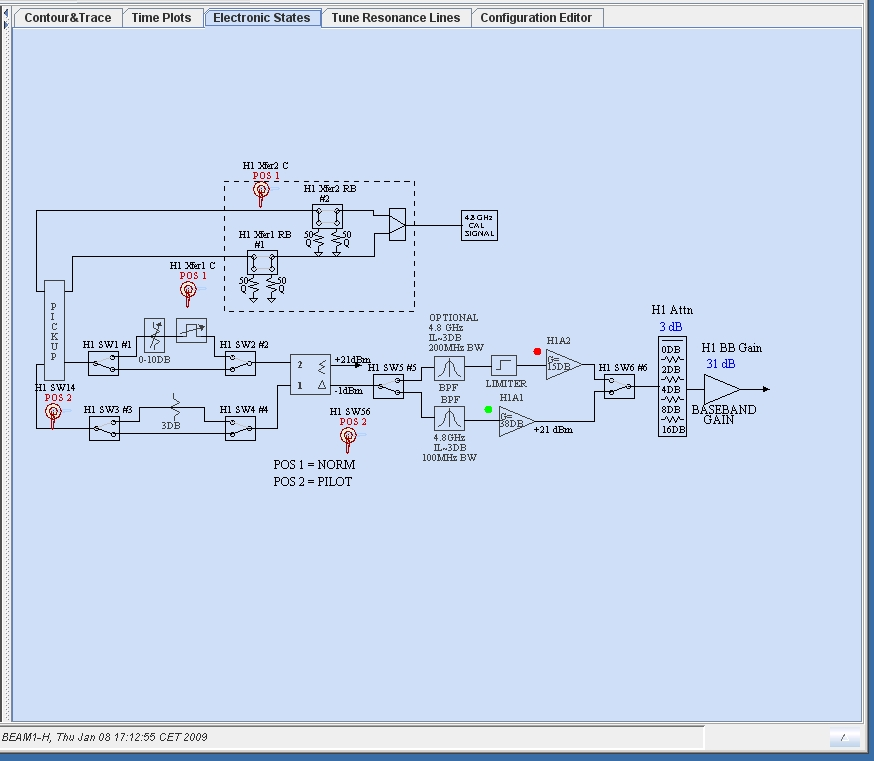 Contour&Trace
Time Plots
Electronic States
Tune Resonance Lines
Configuration Editor
H1 Xfer2 C
POS 1
H1 Xfer2 RB
#2
50
Ω
50
Ω
4.8 GHz
CAL
SIGNAL
H1 Xfer1 RB
#1
50
Ω
50
Ω
H1 Xfer1 C
POS 1
PICKUP
H1 SW1 #1
0-10DB
H1 SW2 #2
H1 SW14
POS 2
H1 SW3 #3
3DB
H1 SW4 #4
2 Σ
1 Δ
+21dBm
-1dBm
H1 SW5 #5
H1 SW56
POS 2
POS 1 = NORM
POS 2 = PILOT
OPTIONAL
4.8 GHz
IL~3DB
200MHz BW
BPF
LIMITER
H1A2
G=
15DB
BPF
4.8GHz
IL~3DB
100MHz BW
H1A1
G=
38DB
+21 dBm
H1 SW6 #6
H1 Attn
3 dB
0DB
2DB
4DB
8DB
16DB
H1 BB Gain
31 dB
BASEBAND
GAIN
BEAM1-H, Thu Jan 08 17:12:55 CET 2009